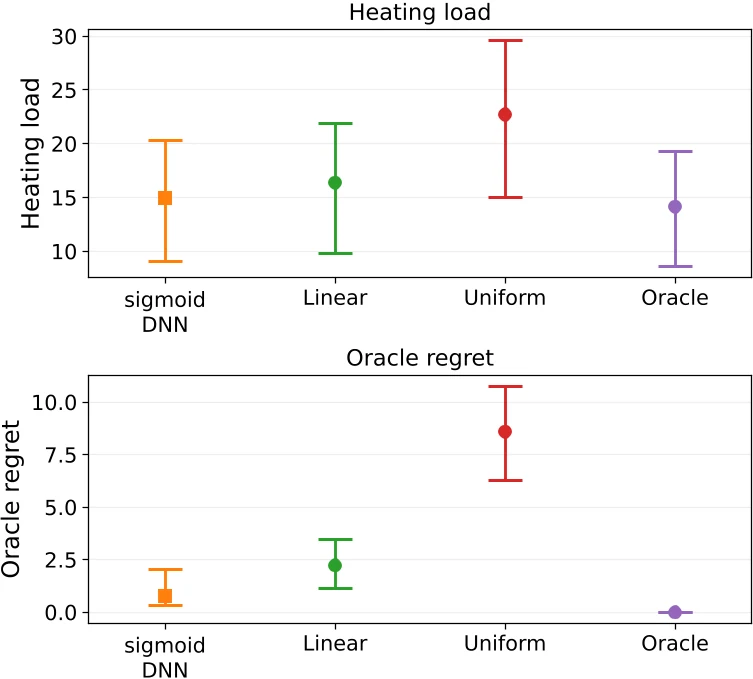 Heating load
Heating load
30
25
20
15
10
sigmoid
DNN
Linear
Uniform
Oracle
Oracle regret
Oracle regret
10.0
7.5
5.0
2.5
0.0
sigmoid
DNN
Linear
Uniform
Oracle